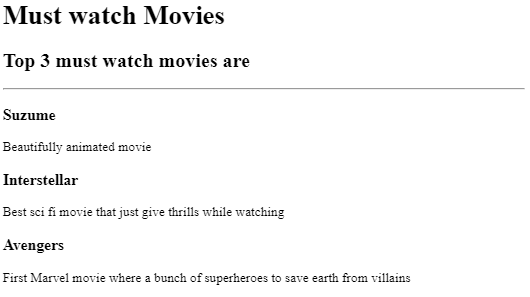 Must watch Movies
Top 3 must watch movies are
Suzume
Beautifully animated movie
Interstellar
Best sci fi movie that just give thrills while watching
Avengers
First Marvel movie where a bunch of superheroes to save earth from villains